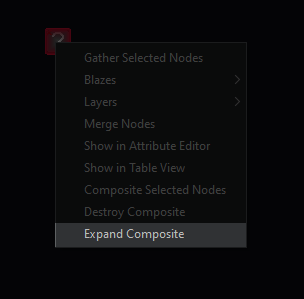 ?
Gather Selected Nodes
Blazes
Layers
Merge Nodes
Show in Attribute Editor
Show in Table View
Composite Selected Nodes
Destroy Composite
Expand Composite